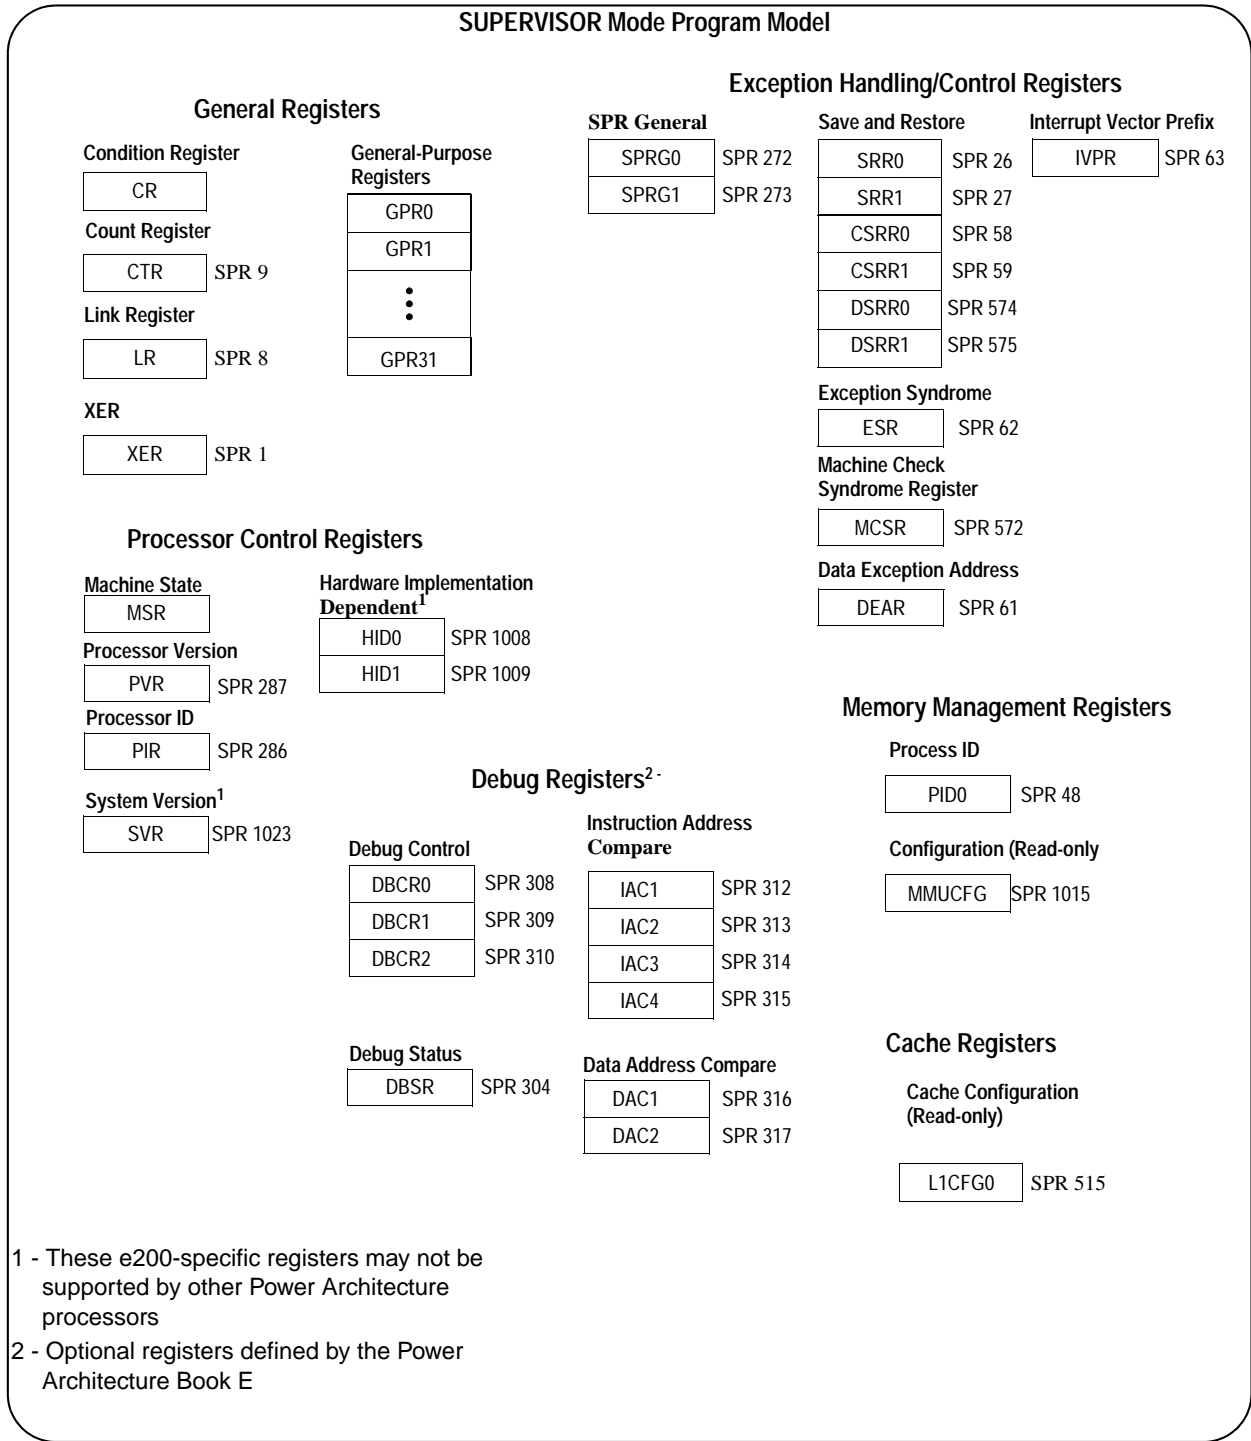 SUPERVISOR Mode Program Model
General Registers
Condition Register
CR
Count Register
CTR SPR 9
Link Register
LR SPR 8
XER
XER SPR 1
General-Purpose
Registers
GPR0
GPR1
GPR31
Exception Handling/Control Registers
SPR General
SPRG0 SPR 272
SPRG1 SPR 273
Save and Restore
SRR0 SPR 26
SRR1 SPR 27
CSRR0 SPR 58
CSRR1 SPR 59
DSRR0 SPR 574
DSRR1 SPR 575
Exception Syndrome
ESR SPR 62
Machine Check
Syndrome Register
MCSR SPR 572
Data Exception Address
DEAR SPR 61
Interrupt Vector Prefix
IVPR SPR 63
Processor Control Registers
Machine State
MSR
Processor Version
PVR SPR 287
Processor ID
PIR SPR 286
System Version1
SVR SPR 1023
Hardware Implementation
Dependent1
HID0 SPR 1008
HID1 SPR 1009
Debug Registers2 -
Debug Control
DBCR0 SPR 308
DBCR1 SPR 309
DBCR2 SPR 310
Debug Status
DBSR SPR 304
Instruction Address
Compare
IAC1 SPR 312
IAC2 SPR 313
IAC3 SPR 314
IAC4 SPR 315
Data Address Compare
DAC1 SPR 316
DAC2 SPR 317
Memory Management Registers
Process ID
PID0 SPR 48
Configuration (Read-only
MMUCFG SPR 1015
Cache Registers
Cache Configuration
(Read-only)
L1CFG0 SPR 515
1 - These e200-specific registers may not be
supported by other Power Architecture
processors
2 - Optional registers defined by the Power
Architecture Book E